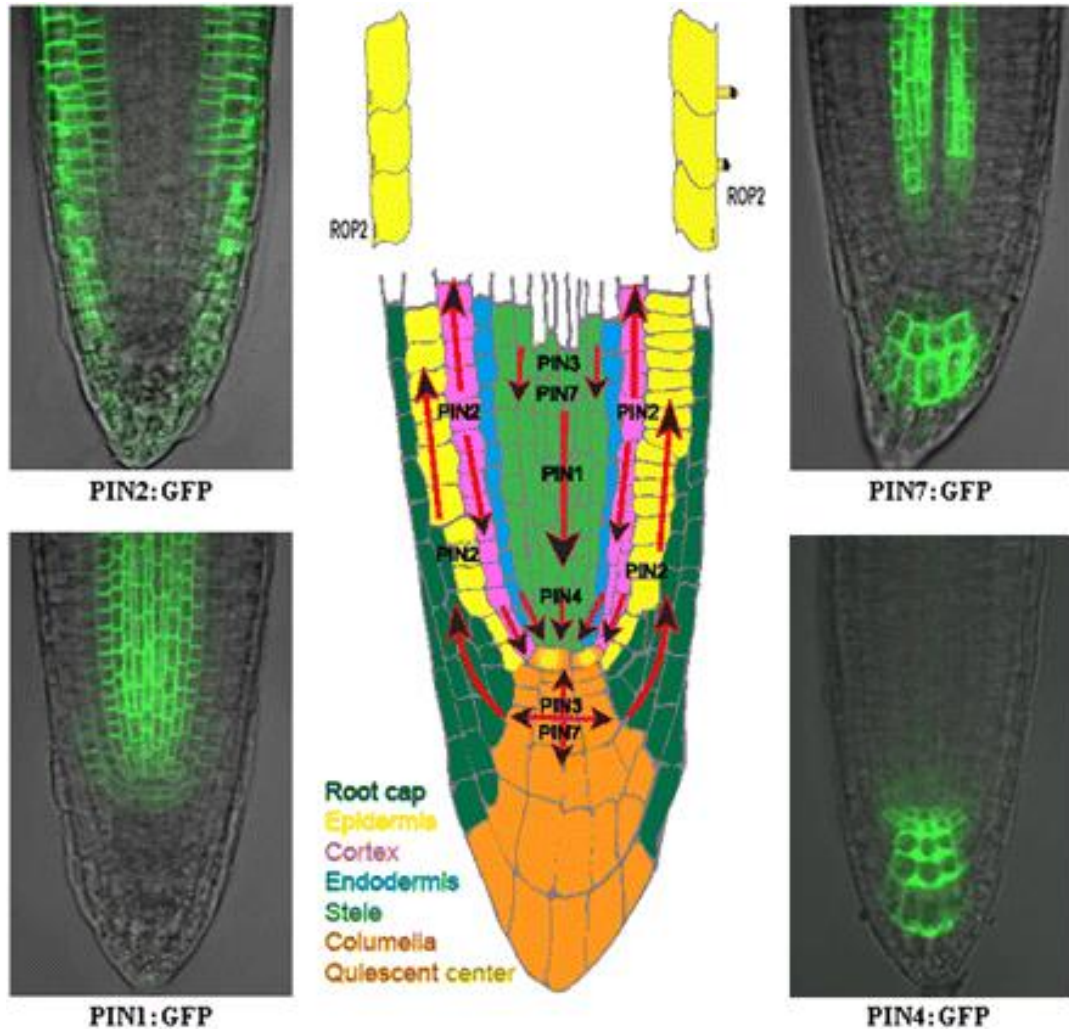 ROP2
ROP2
PIN3
PIN7
PIN2
PIN2
PIN1
PIN2
PIN2
PIN4
PIN3
PIN7
Root cap
Epidermis
Cortex
Endodermis
Stele
Columella
Quiescent center
PIN2:GFP
PIN7:GFP
PIN1:GFP
PIN4:GFP